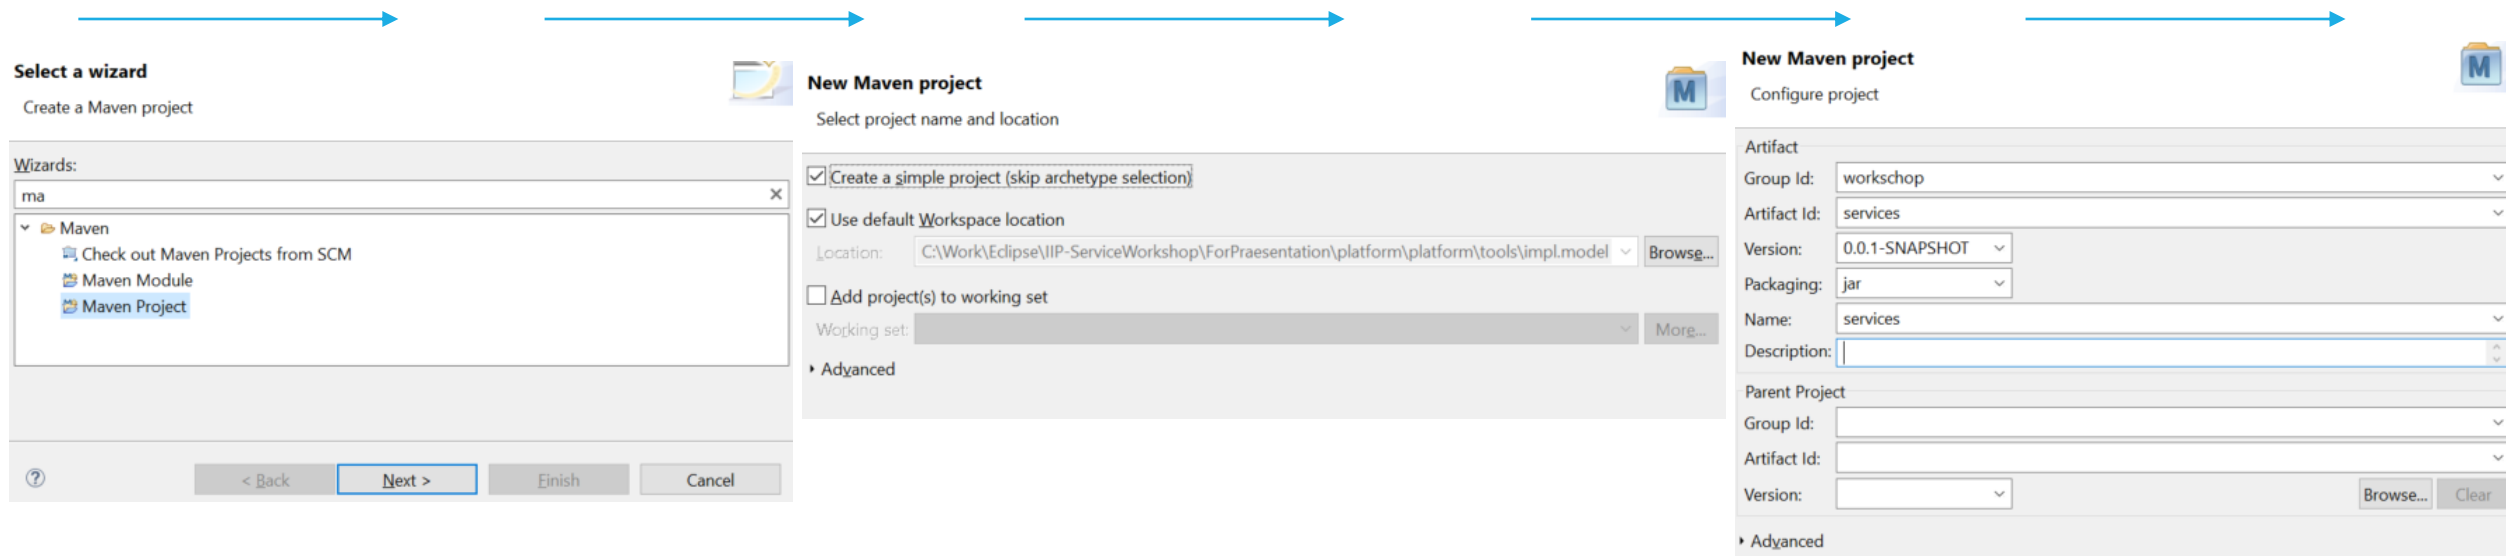 Select a wizard
Create a Maven project
Wizards:
ma
Maven
Check out Maven Projects from SCM
Maven Module
Maven Project
< Back
Next >
Finish
Cancel
New Maven project
Select project name and location
Create a simple project (skip archetype selection)
Use default Workspace location
Location: C:\Work\Eclipse\IIP-ServiceWorkshop\ForPraesentation\platform\platform\tools\impl.model Browse...
Add project(s) to working set
Working set: More...
Advanced
New Maven project
Configure project
Artifact
Group Id: workschop
Artifact Id: services
Version: 0.0.1-SNAPSHOT
Packaging: jar
Name: services
Description:
Parent Project
Group Id:
Artifact Id:
Version: Browse... Clear
Advanced